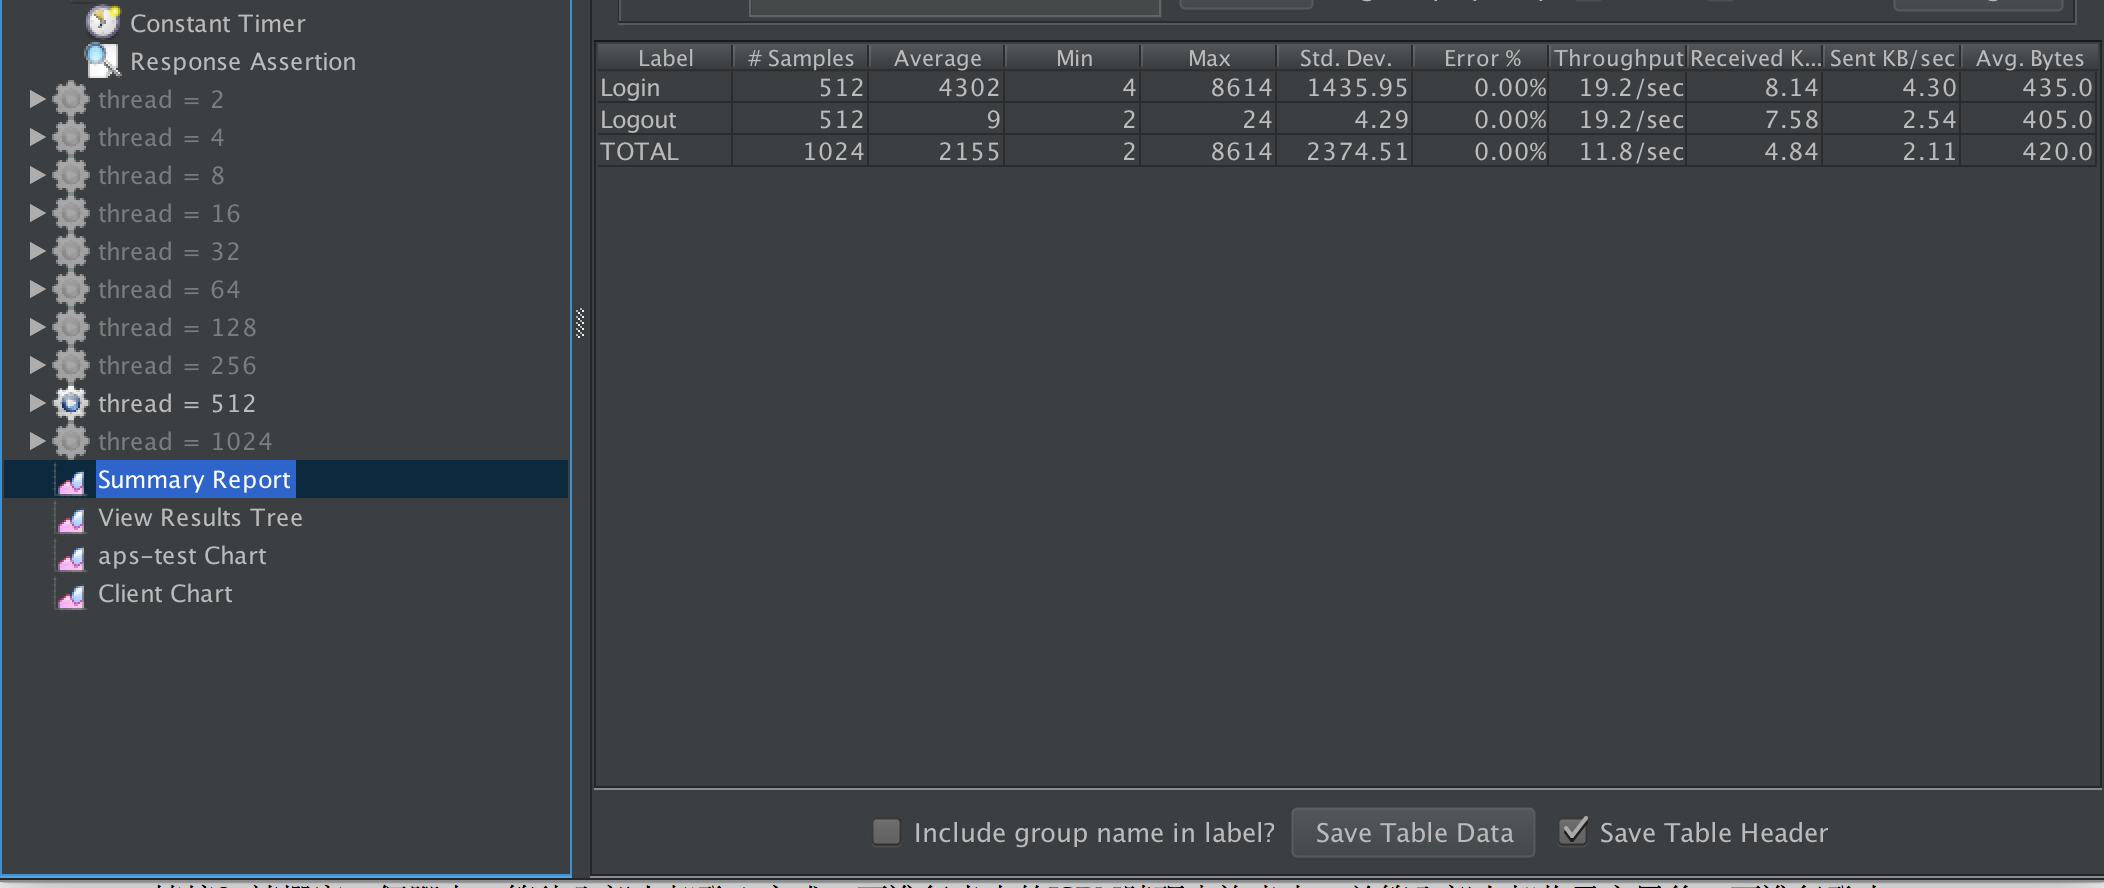 Constant Timer
Response Assertion
thread = 2
thread = 4
thread = 8
thread = 16
thread = 32
thread = 64
thread = 128
thread = 256
thread = 512
thread = 1024
Summary Report
View Results Tree
aps-test Chart
Client Chart
Label # Samples Average Min Max Std. Dev. Error % Throughput Received K... Sent KB/sec Avg. Bytes
Login 512 4302 4 8614 1435.95 0.00% 19.2/sec 8.14 4.30 435.0
Logout 512 9 2 24 4.29 0.00% 19.2/sec 7.58 2.54 405.0
TOTAL 1024 2155 2 8614 2374.51 0.00% 11.8/sec 4.84 2.11 420.0
Include group name in label? Save Table Data Save Table Header